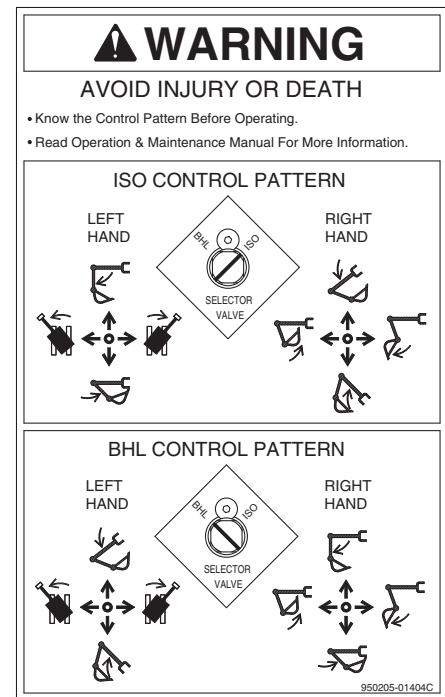 WARNING
AVOID INJURY OR DEATH
• Know the Control Pattern Before Operating.
• Read Operation & Maintenance Manual For More Information.
ISO CONTROL PATTERN
LEFT
HAND
BHL
ISO
SELECTOR
VALVE
RIGHT
HAND
BHL CONTROL PATTERN
LEFT
HAND
BHL
ISO
SELECTOR
VALVE
RIGHT
HAND
950205-01404C